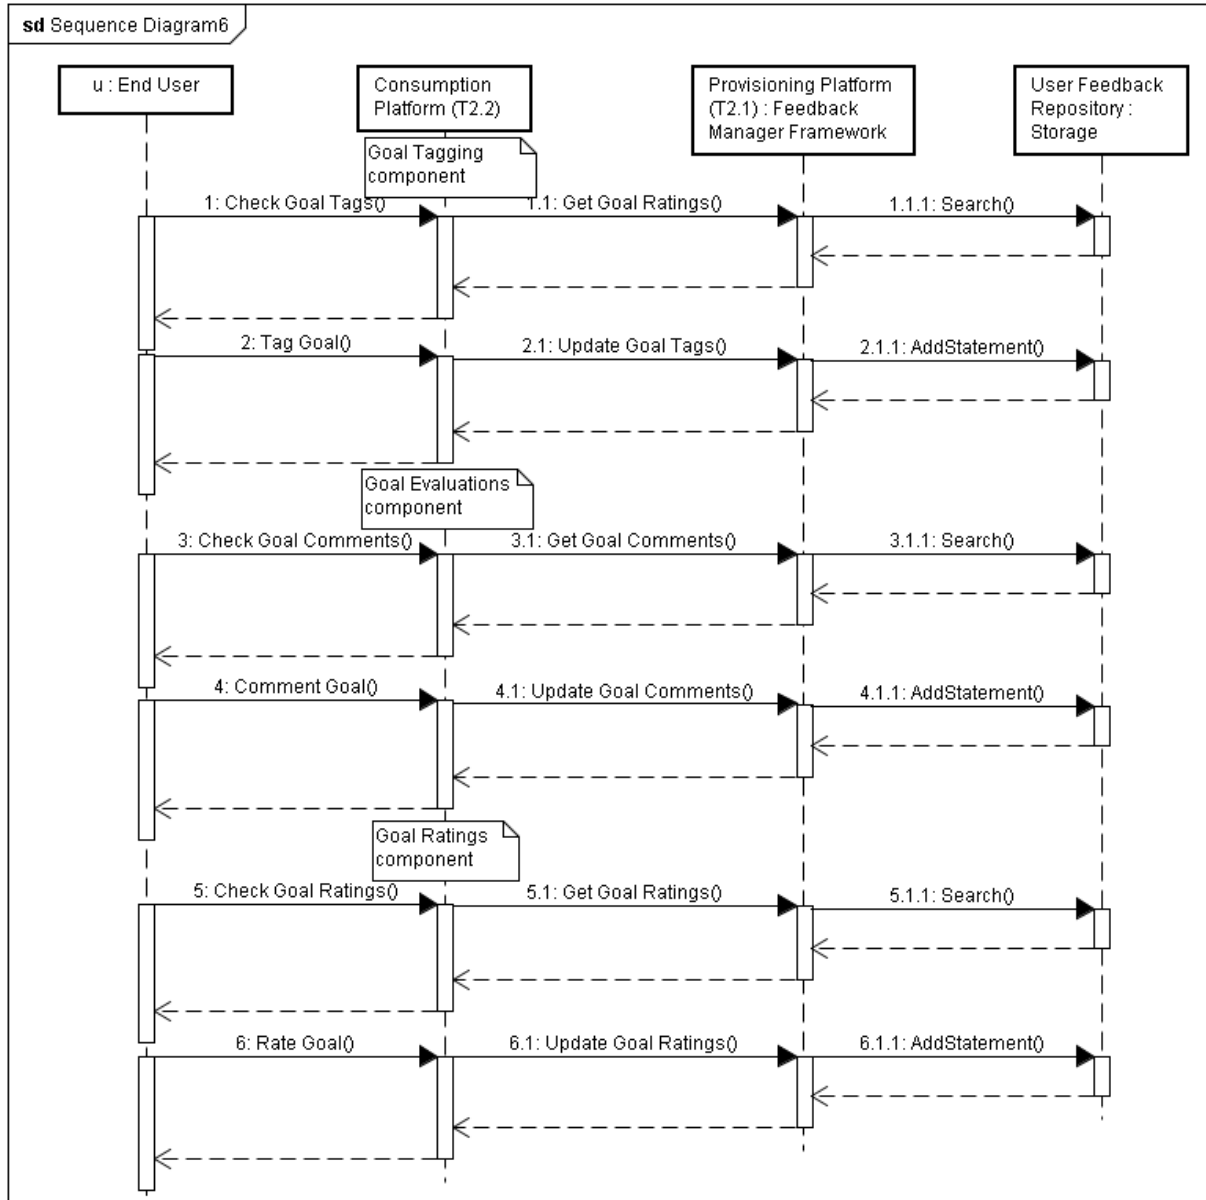 sd Sequence Diagram6
u : End User
Consumption
Platform (T2.2)
Provisioning Platform
(T2.1) : Feedback
Manager Framework
User Feedback
Repository :
Storage
Goal Tagging
component
1: Check Goal Tags()
1.1: Get Goal Ratings()
1.1.1: Search()
2: Tag Goal()
2.1: Update Goal Tags()
2.1.1: AddStatement()
Goal Evaluations
component
3: Check Goal Comments()
3.1: Get Goal Comments()
3.1.1: Search()
4: Comment Goal()
4.1: Update Goal Comments()
4.1.1: AddStatement()
Goal Ratings
component
5: Check Goal Ratings()
5.1: Get Goal Ratings()
5.1.1: Search()
6: Rate Goal()
6.1: Update Goal Ratings()
6.1.1: AddStatement()